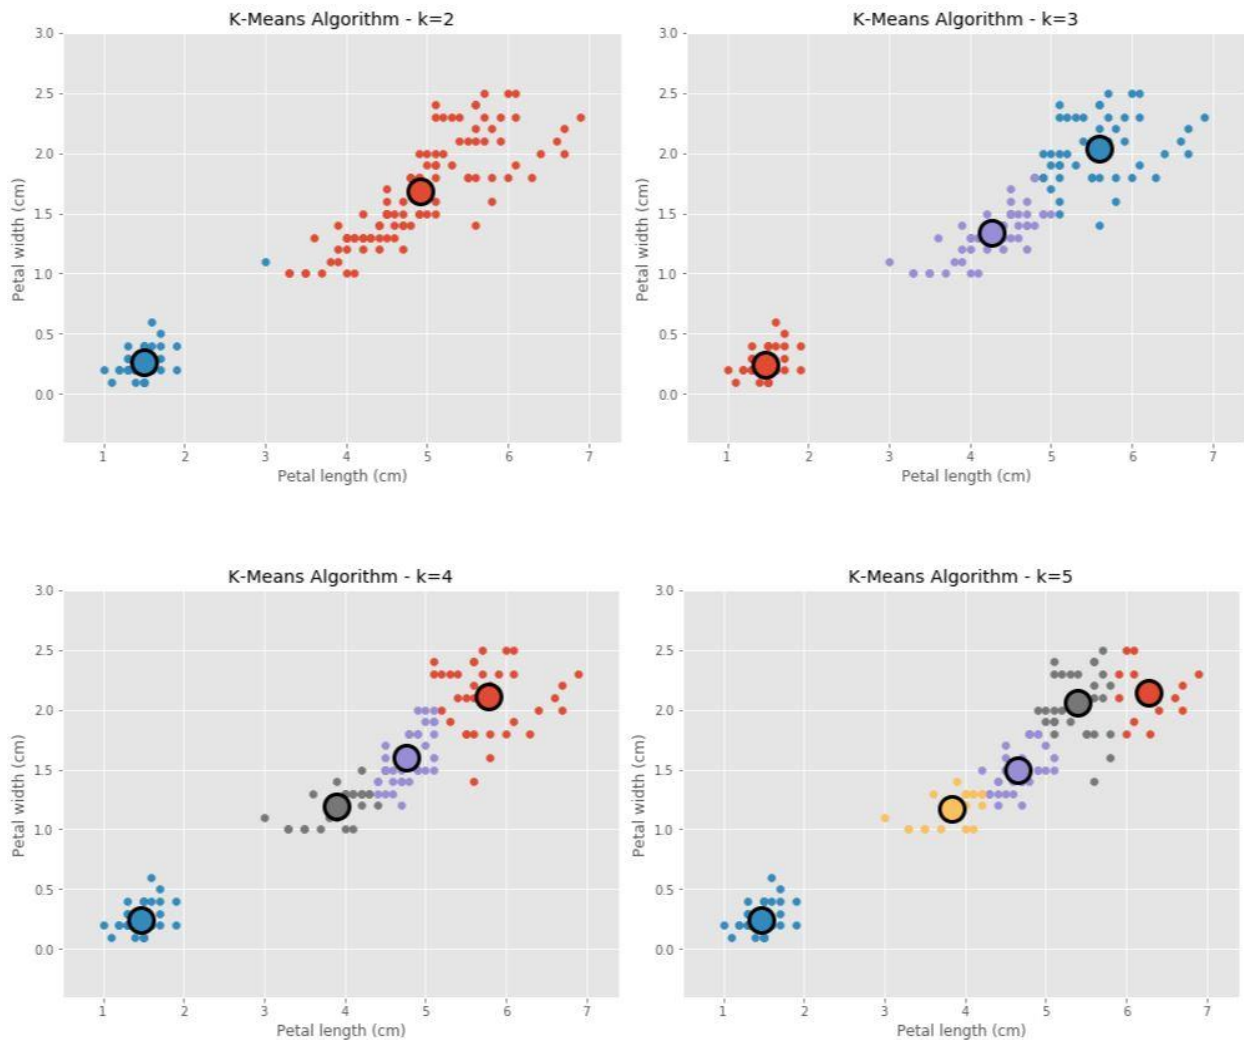 K-Means Algorithm - k=2
3.0
2.5
2.0
1.5
1.0
0.5
0.0
Petal width (cm)
1 2 3 4 5 6 7
Petal length (cm)
K-Means Algorithm - k=3
3.0
2.5
2.0
1.5
1.0
0.5
0.0
Petal width (cm)
1 2 3 4 5 6 7
Petal length (cm)
K-Means Algorithm - k=4
3.0
2.5
2.0
1.5
1.0
0.5
0.0
Petal width (cm)
1 2 3 4 5 6 7
Petal length (cm)
K-Means Algorithm - k=5
3.0
2.5
2.0
1.5
1.0
0.5
0.0
Petal width (cm)
1 2 3 4 5 6 7
Petal length (cm)